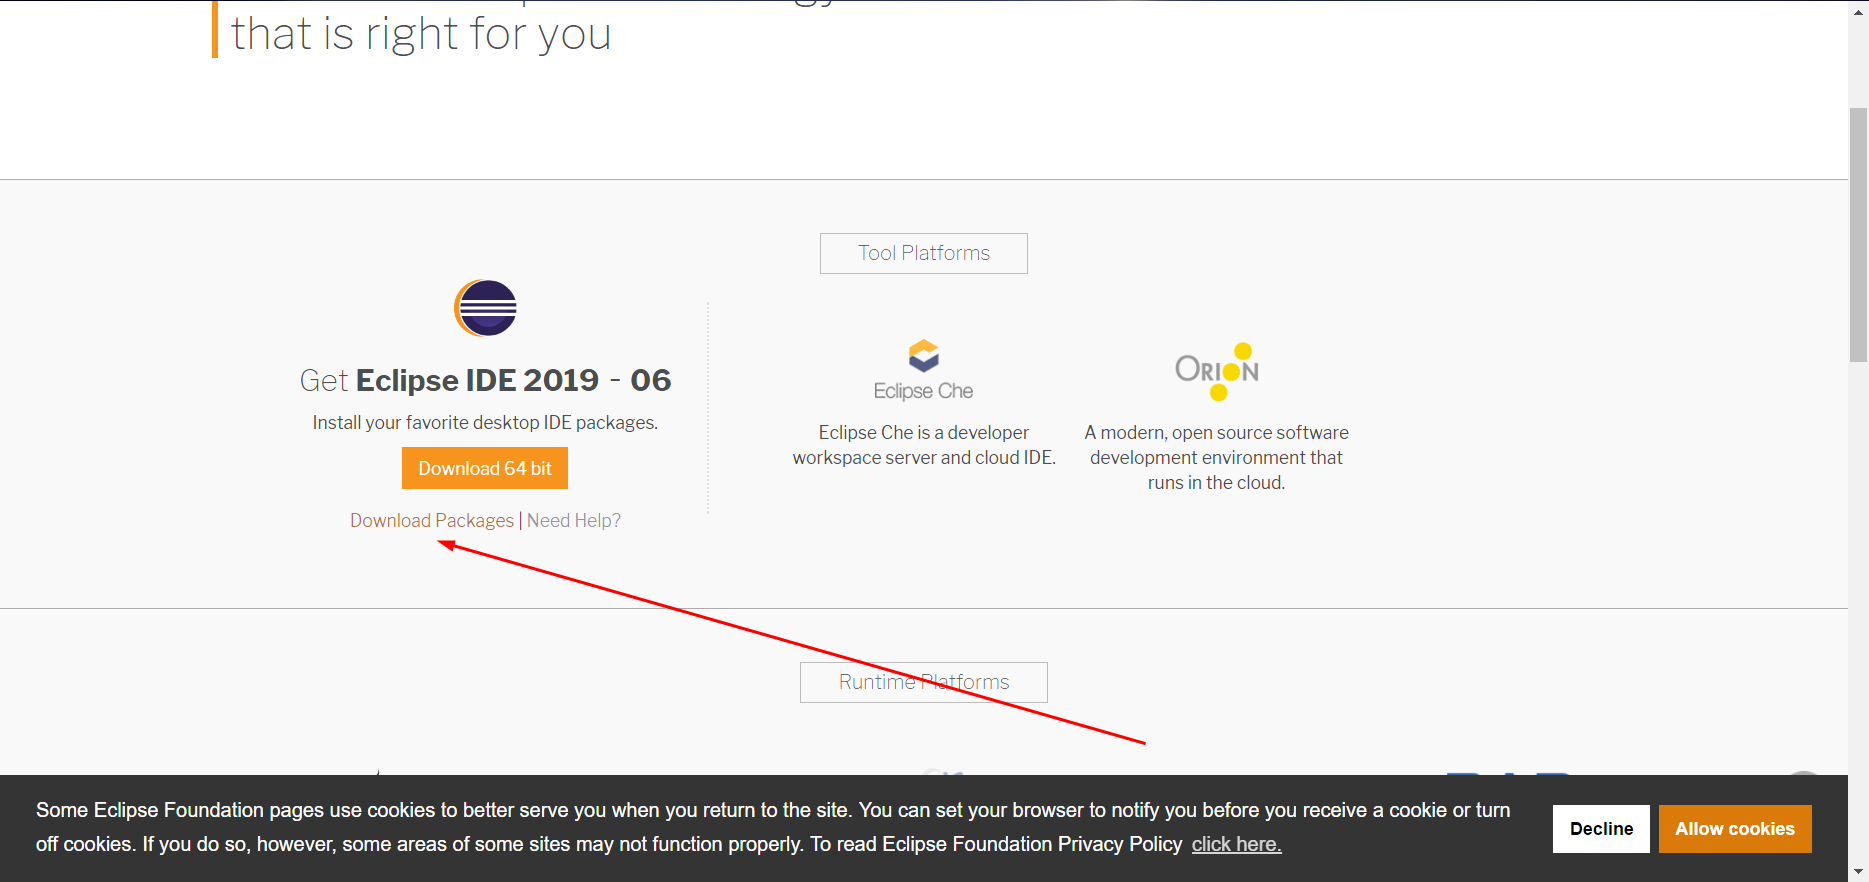 that is right for you
Tool Platforms
Get Eclipse IDE 2019 - 06
Install your favorite desktop IDE packages.
Download 64 bit
Download Packages | Need Help?
Eclipse Che
Eclipse Che is a developer
workspace server and cloud IDE.
ORION
A modern, open source software
development environment that
runs in the cloud.
Runtime Platforms
Some Eclipse Foundation pages use cookies to better serve you when you return to the site. You can set your browser to notify you before you receive a cookie or turn
off cookies. If you do so, however, some areas of some sites may not function properly. To read Eclipse Foundation Privacy Policy click here.
Decline
Allow cookies